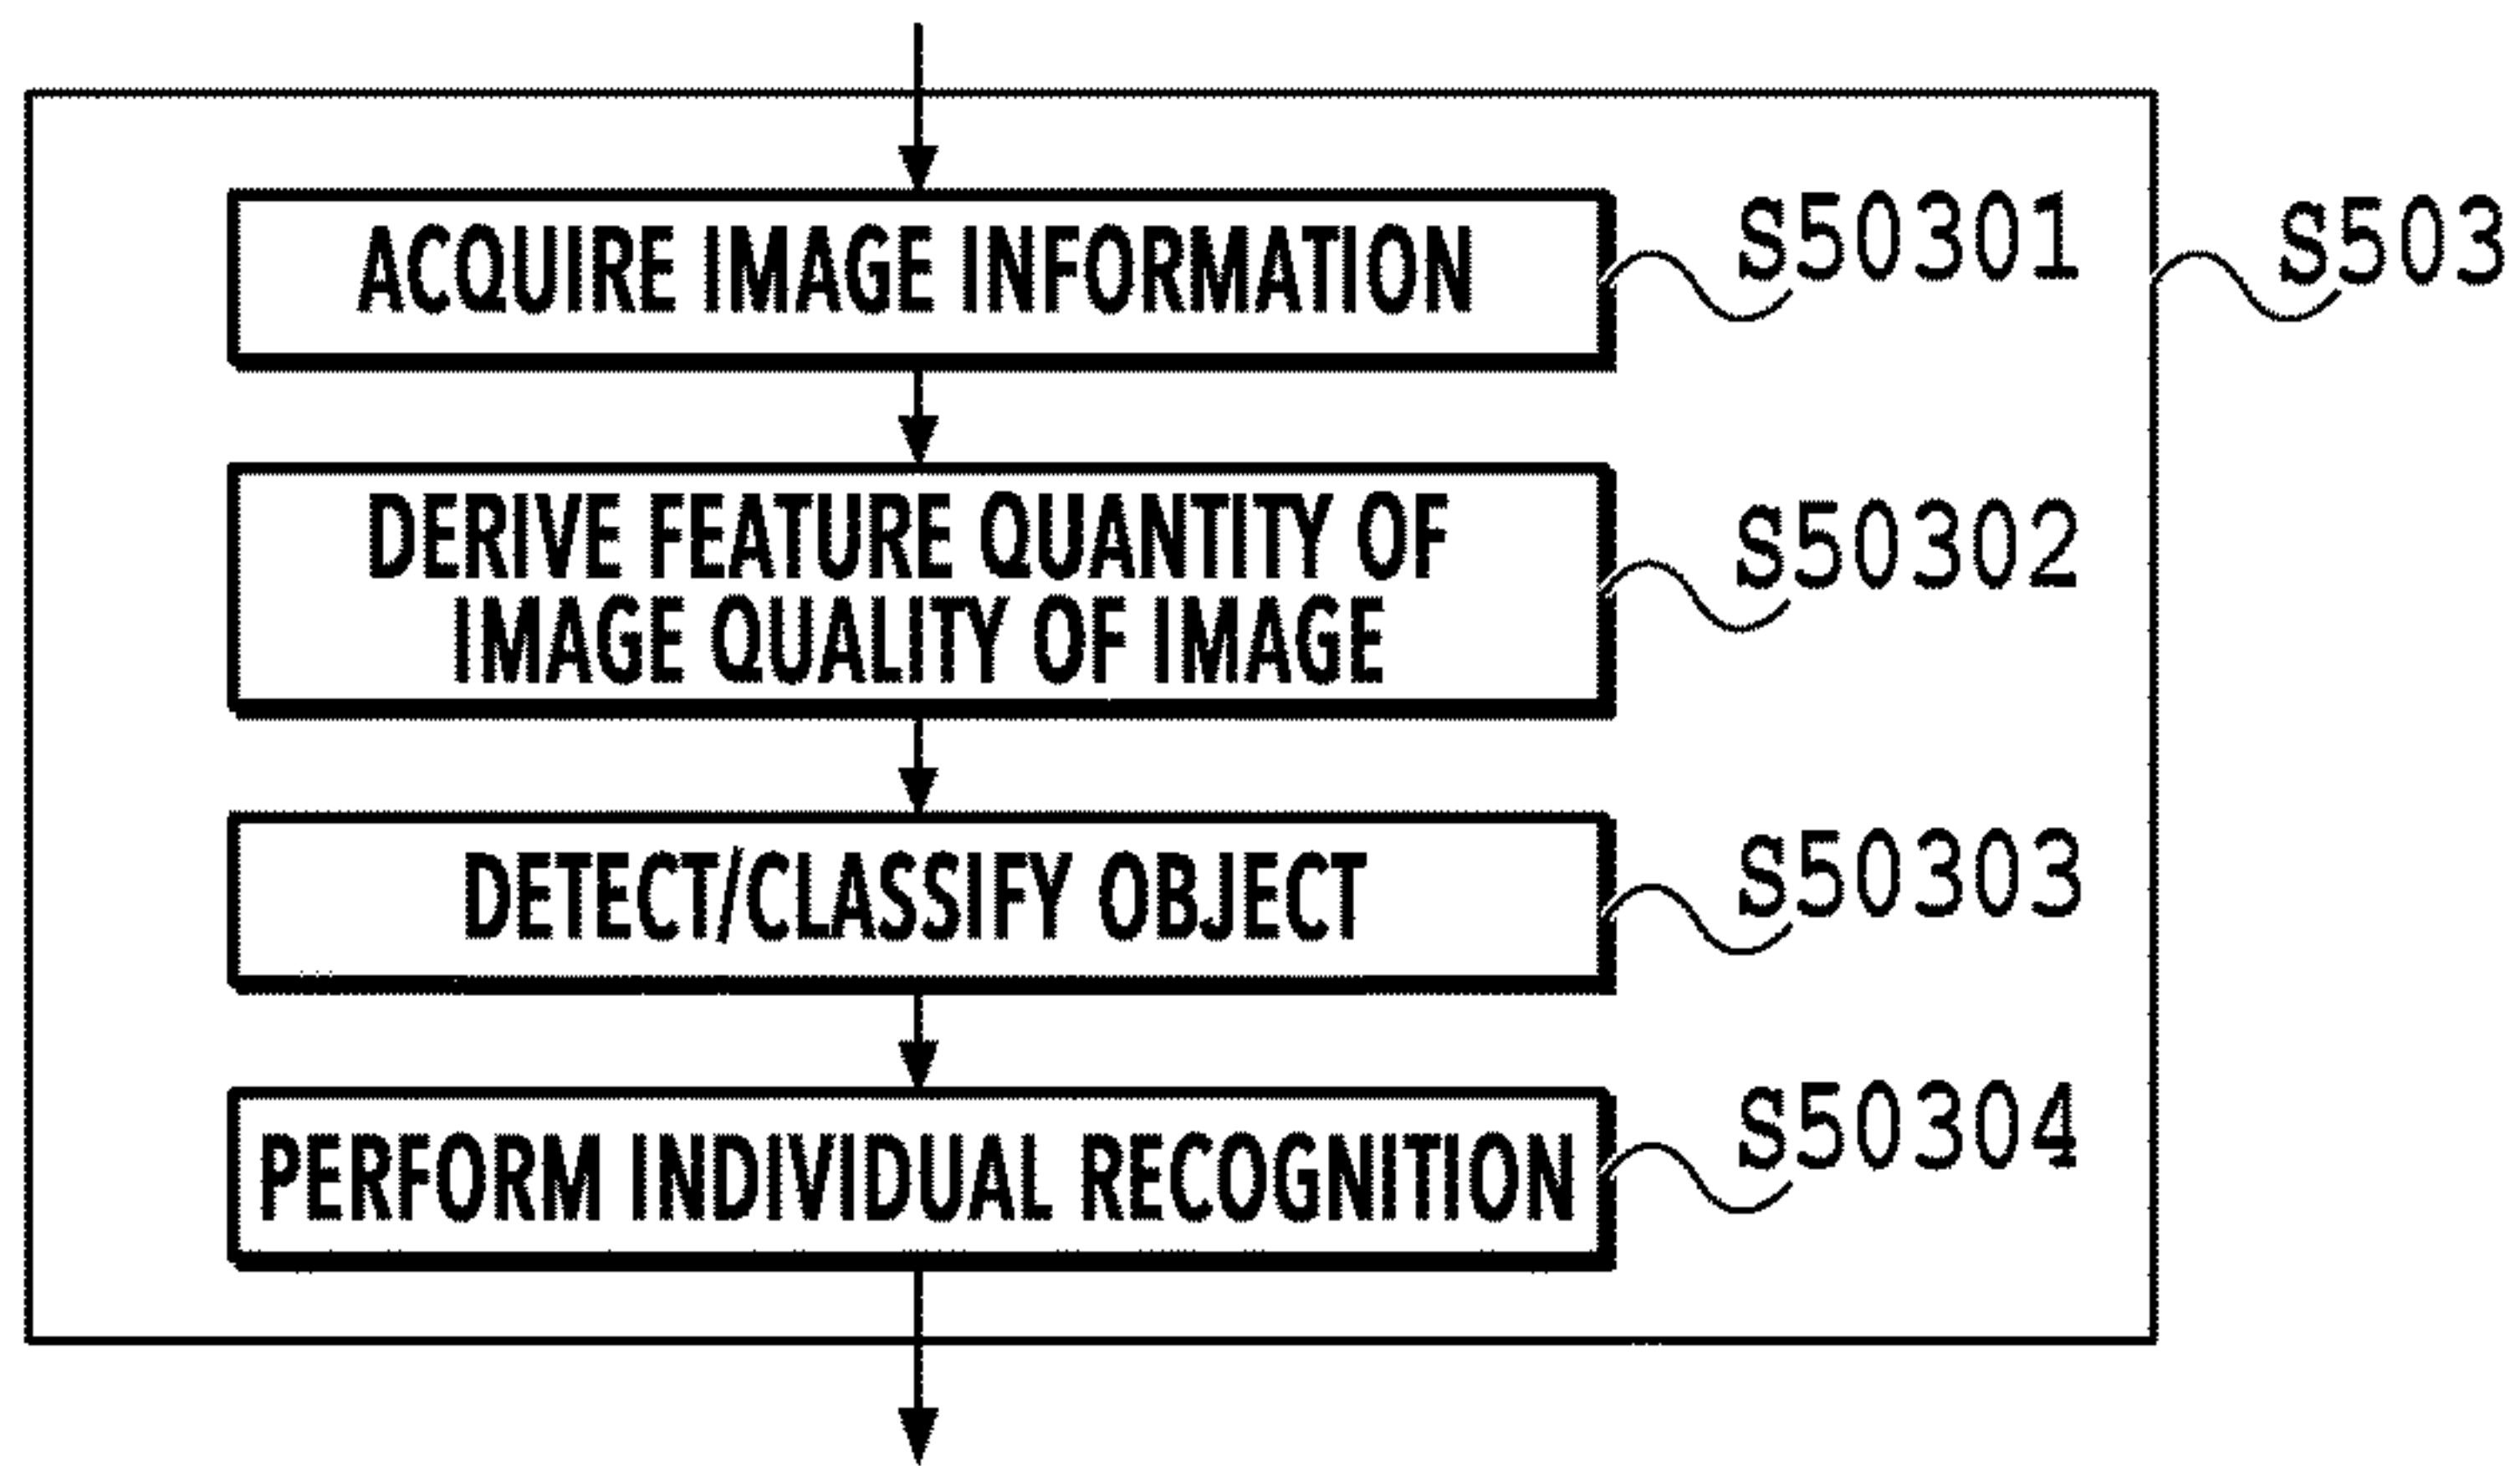 ACQUIRE IMAGE INFORMATION
S50301
S503
DERIVE FEATURE QUANTITY OF
IMAGE QUALITY OF IMAGE
S50302
DETECT/CLASSIFY OBJECT
S50303
PERFORM INDIVIDUAL RECOGNITION
S50304